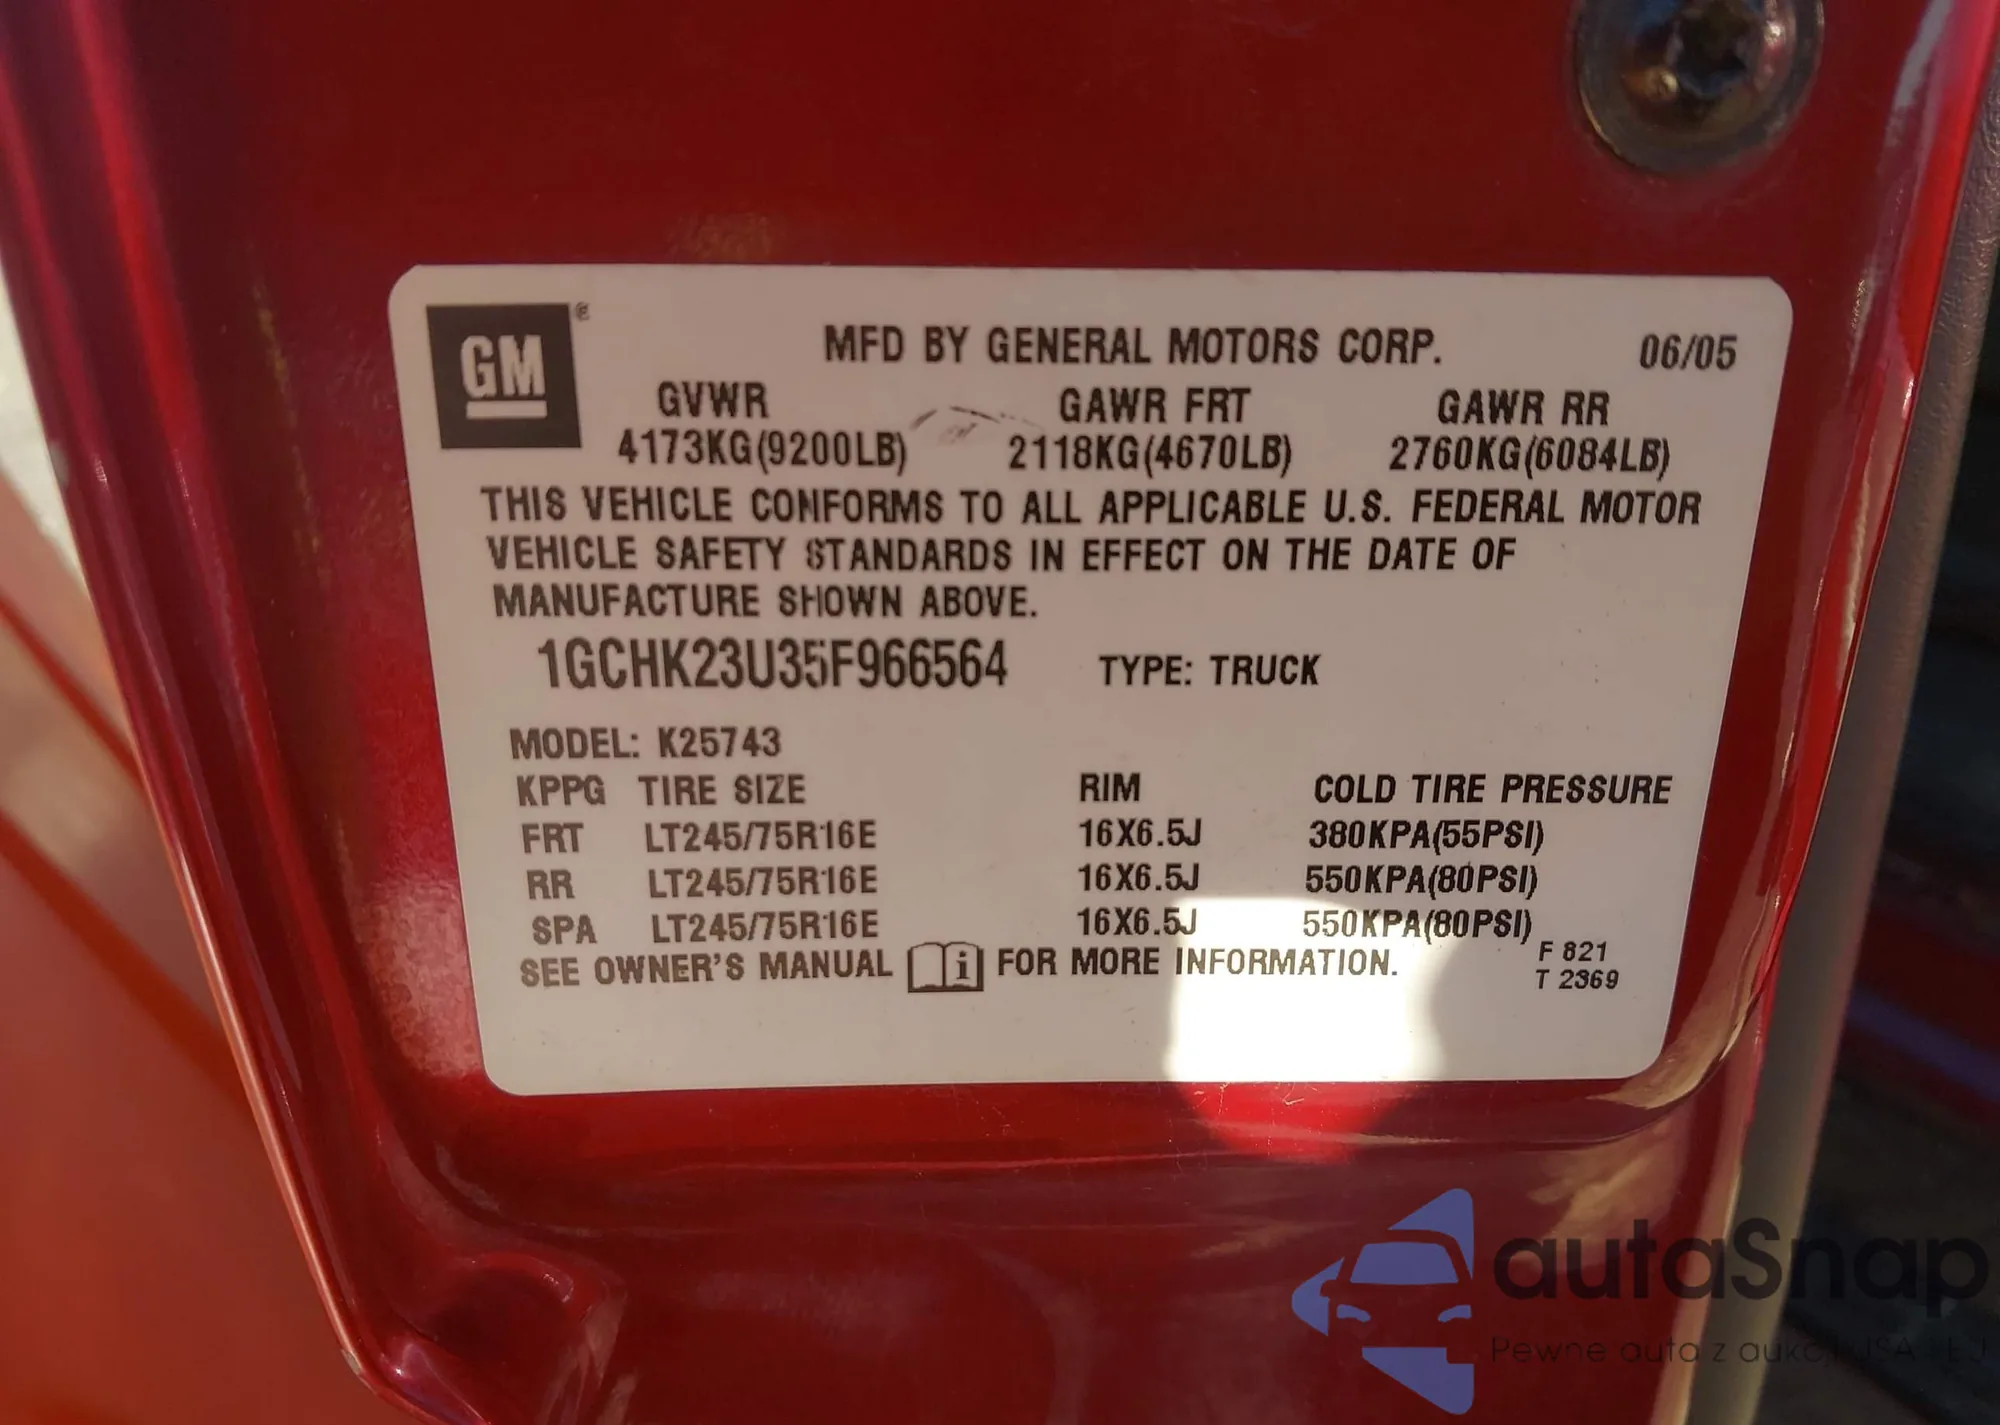 GM
MFD BY GENERAL MOTORS CORP. 06/05
GVWR GAWR FRT GAWR RR
4173KG(9200LB) 2118KG(4670LB) 2760KG(6084LB)
THIS VEHICLE CONFORMS TO ALL APPLICABLE U.S. FEDERAL MOTOR
VEHICLE SAFETY STANDARDS IN EFFECT ON THE DATE OF
MANUFACTURE SHOWN ABOVE.
1GCHK23U35F966564 TYPE: TRUCK
MODEL: K25743
KPPG TIRE SIZE RIM COLD TIRE PRESSURE
FRT LT245/75R16E 16X6.5J 380KPA(55PSI)
RR LT245/75R16E 16X6.5J 550KPA(80PSI)
SPA LT245/75R16E 16X6.5J 550KPA(80PSI)
SEE OWNER'S MANUAL i FOR MORE INFORMATION.
F 821
T 2369
autaSnap
Pewne auta z